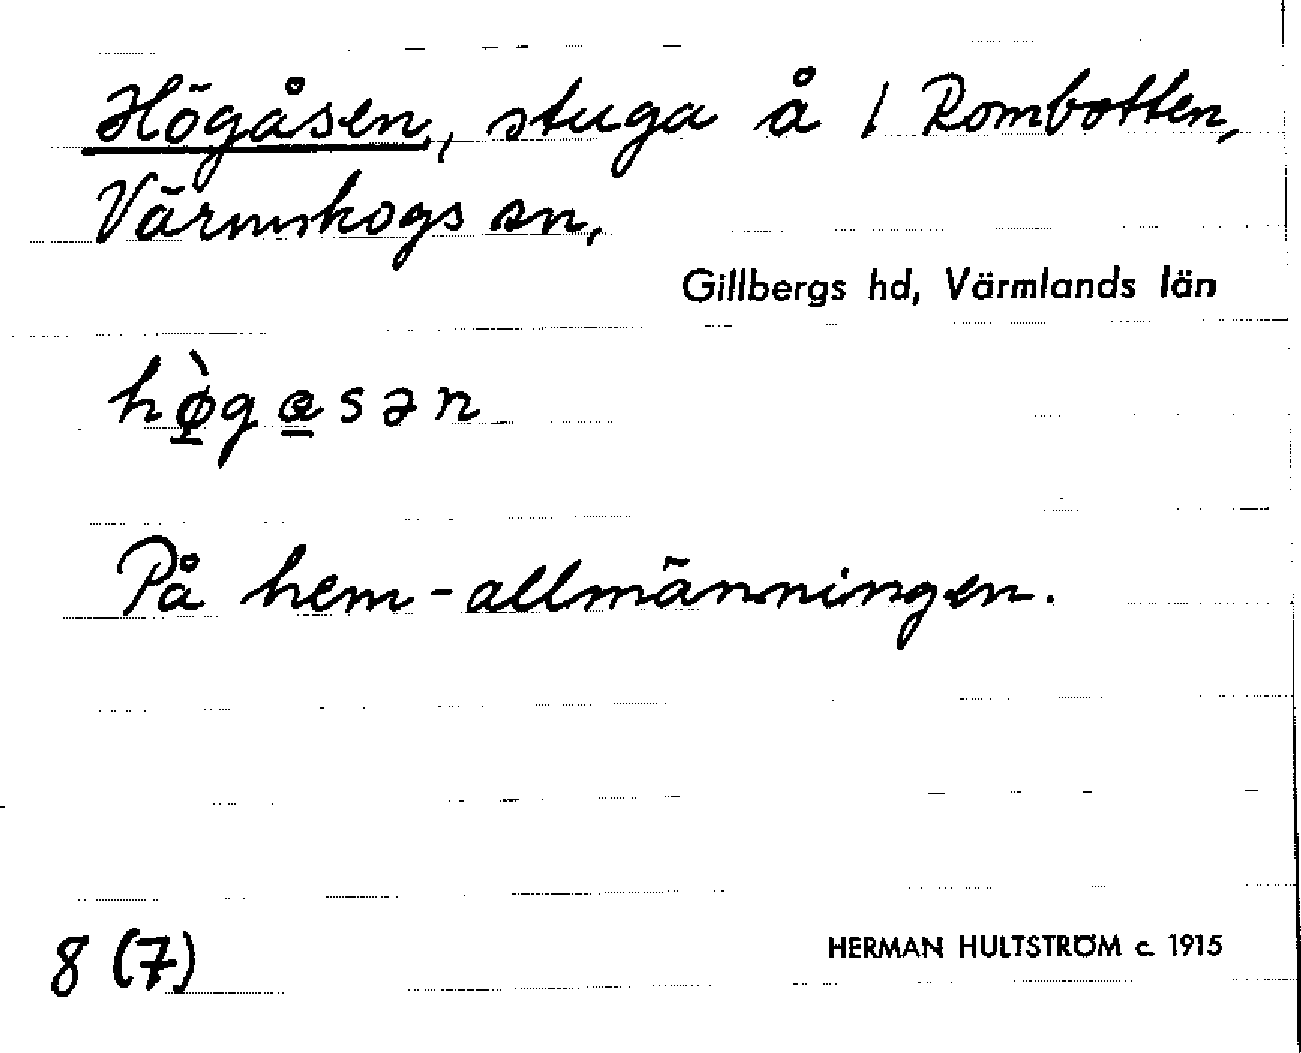 Högåsen, stuga å 1 Rombotten,
Värmskogs sn,
Gillbergs hd, Värmlands län
hø̀gasən
På hem-allmänningen.
8 (7)
HERMAN HULTSTRÖM c. 1915